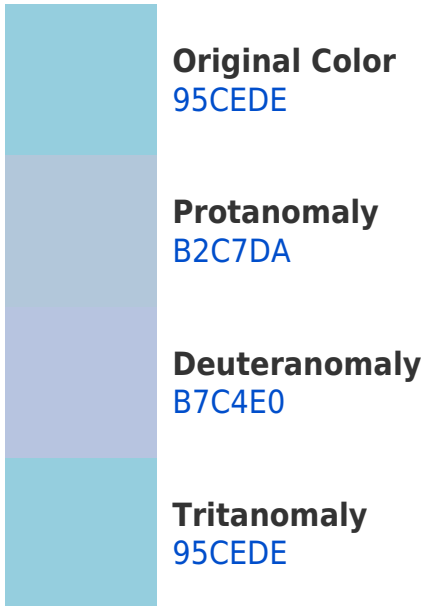 Original Color
95CEDE
Protanomaly
B2C7DA
Deuteranomaly
B7C4E0
Tritanomaly
95CEDE